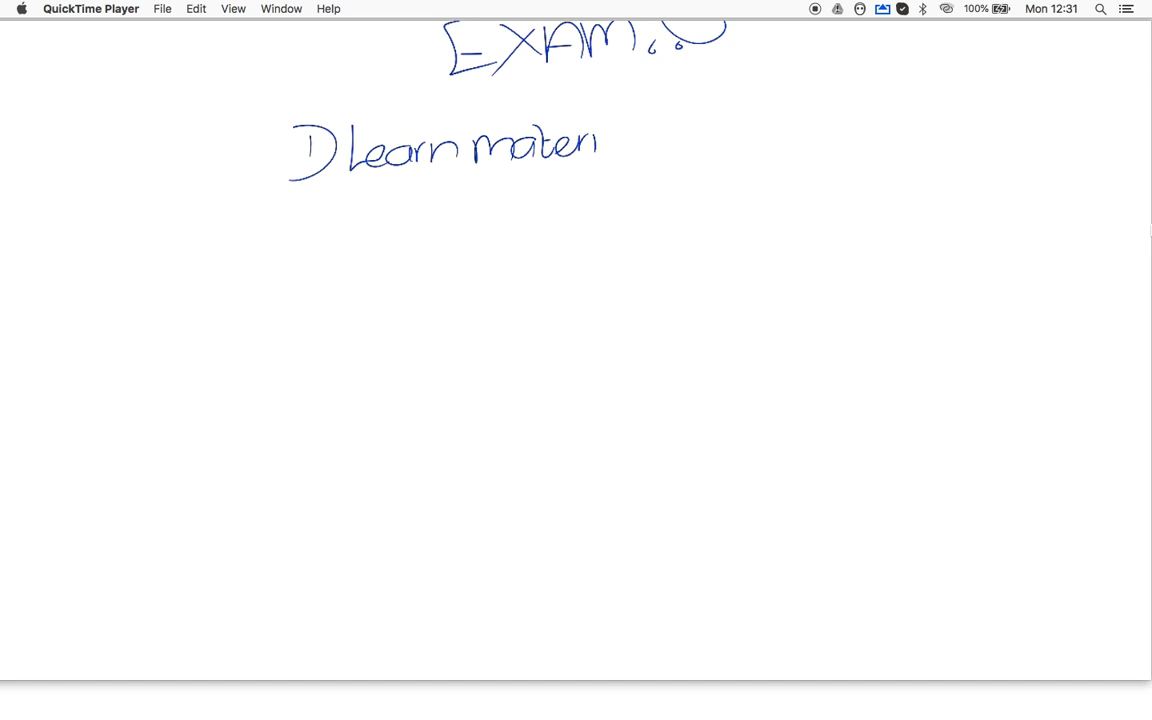 QuickTime Player File Edit View Window Help 100% Mon 12:31
EXAM.
1) Learn materi